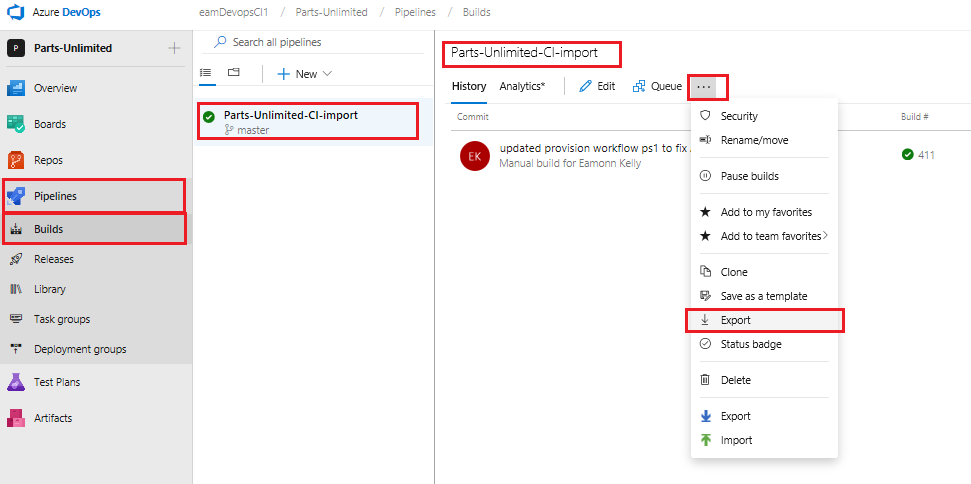 Azure DevOps
eamDevopsCI1 / Parts-Unlimited / Pipelines / Builds
P Parts-Unlimited
Overview
Boards
Repos
Pipelines
Builds
Releases
Library
Task groups
Deployment groups
Test Plans
Artifacts
Search all pipelines
New
Parts-Unlimited-CI-import
master
Parts-Unlimited-CI-import
History Analytics* Edit Queue ...
Commit Build #
EK
updated provision workflow ps1 to fix
Manual build for Eamonn Kelly
411
Security
Rename/move
Pause builds
Add to my favorites
Add to team favorites
Clone
Save as a template
Export
Status badge
Delete
Export
Import